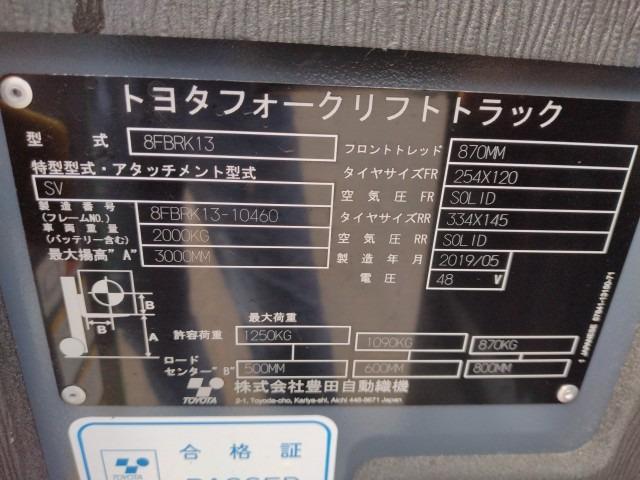 トヨタフォークリフトトラック
型式 8FBRK13 フロントトレッド 870MM
特型型式・アタッチメント型式 タイヤサイズFR 254X120
SV 空気圧FR SOLID
製造番号(フレームNO.) 8FBRK13-10460 タイヤサイズRR 334X145
車両重量(バッテリー含む) 2000KG 空気圧RR SOLID
最大揚高"A" 3000MM 製造年月 2019/05
電圧 48 V
B
B A
最大荷重
許容荷重 1250KG 1090KG 870KG
ロードセンター"B" 500MM 600MM 800MM
TOYOTA 株式会社豊田自動織機
2-1, Toyoda-cho, Kariya-shi, Aichi 448-8671 Japan
合格証
TOYOTA PASSED